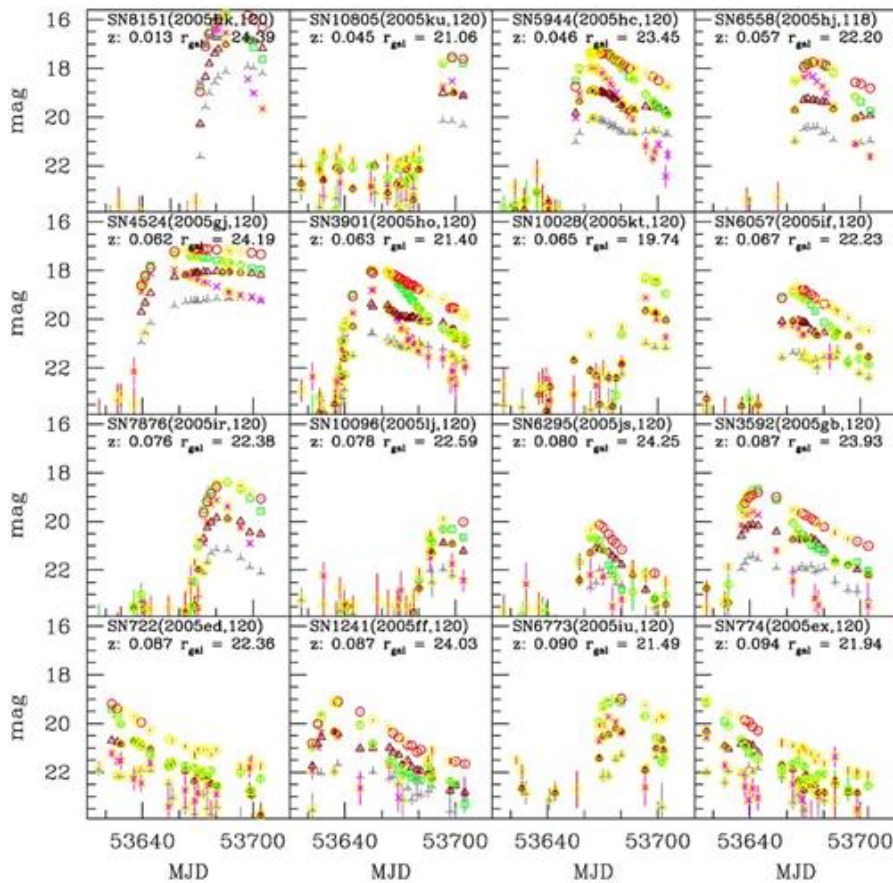 SN8151(2005hk,120) SN10805(2005ku,120) SN5944(2005hc,120) SN6558(2005hj,118)
z: 0.013 r_gal = 24.39 z: 0.045 r_gal = 21.06 z: 0.046 r_gal = 23.45 z: 0.057 r_gal = 22.20
16
18
mag
20
22
SN4524(2005gj,120) SN3901(2005ho,120) SN10028(2005kt,120) SN6057(2005if,120)
z: 0.062 r_gal = 24.19 z: 0.063 r_gal = 21.40 z: 0.065 r_gal = 19.74 z: 0.067 r_gal = 22.23
16
18
mag
20
22
SN7876(2005ir,120) SN10096(2005lj,120) SN6295(2005js,120) SN3592(2005gb,120)
z: 0.076 r_gal = 22.38 z: 0.078 r_gal = 22.59 z: 0.080 r_gal = 24.25 z: 0.087 r_gal = 23.93
16
18
mag
20
22
SN722(2005ed,120) SN1241(2005ff,120) SN6773(2005iu,120) SN774(2005ex,120)
z: 0.087 r_gal = 22.36 z: 0.087 r_gal = 24.03 z: 0.090 r_gal = 21.49 z: 0.094 r_gal = 21.94
16
18
mag
20
22
53640 53700 53640 53700 53640 53700 53640 53700
MJD MJD MJD MJD